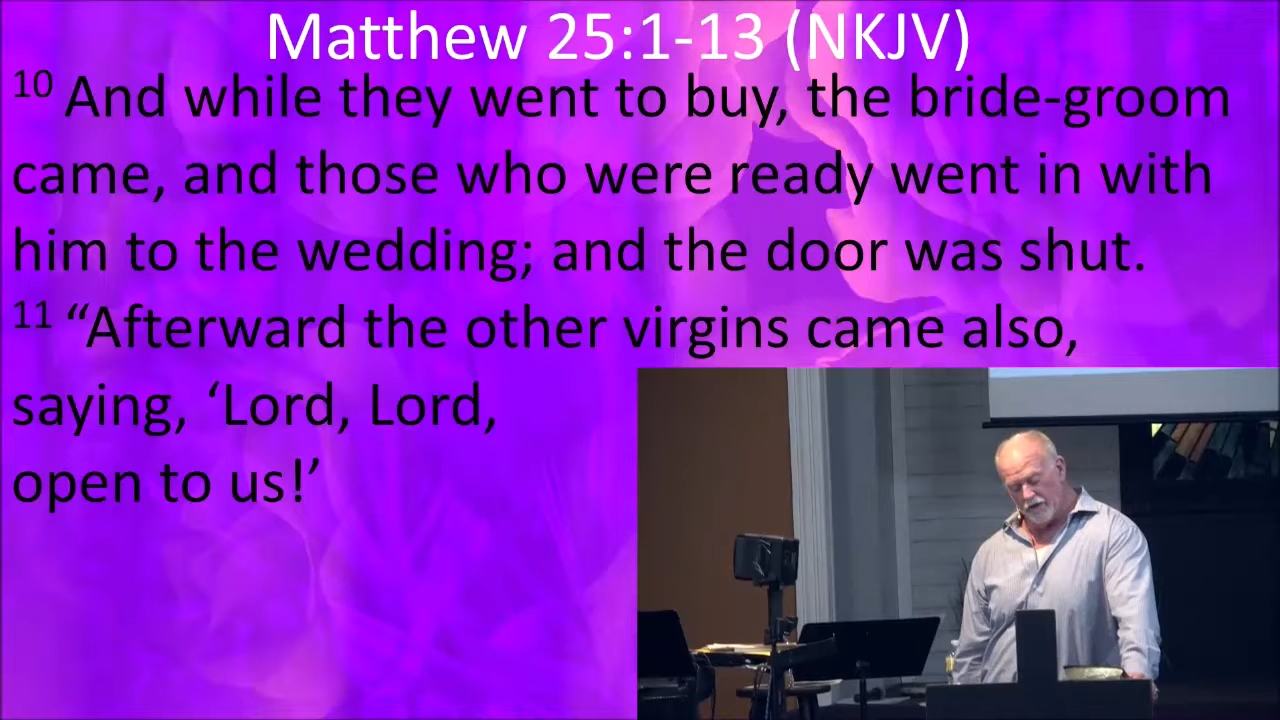 Matthew 25:1-13 (NKJV)
10 And while they went to buy, the bride-groom
came, and those who were ready went in with
him to the wedding; and the door was shut.
11 “Afterward the other virgins came also,
saying, ‘Lord, Lord,
open to us!’